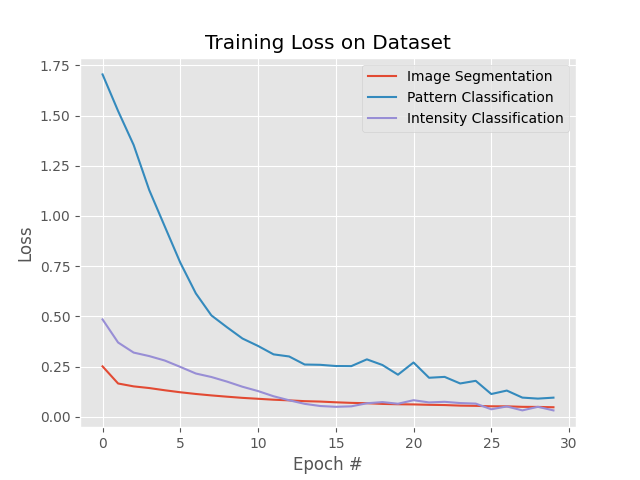 Training Loss on Dataset
Image Segmentation
Pattern Classification
Intensity Classification
1.75
1.50
1.25
1.00
0.75
0.50
0.25
0.00
Loss
0 5 10 15 20 25 30
Epoch #